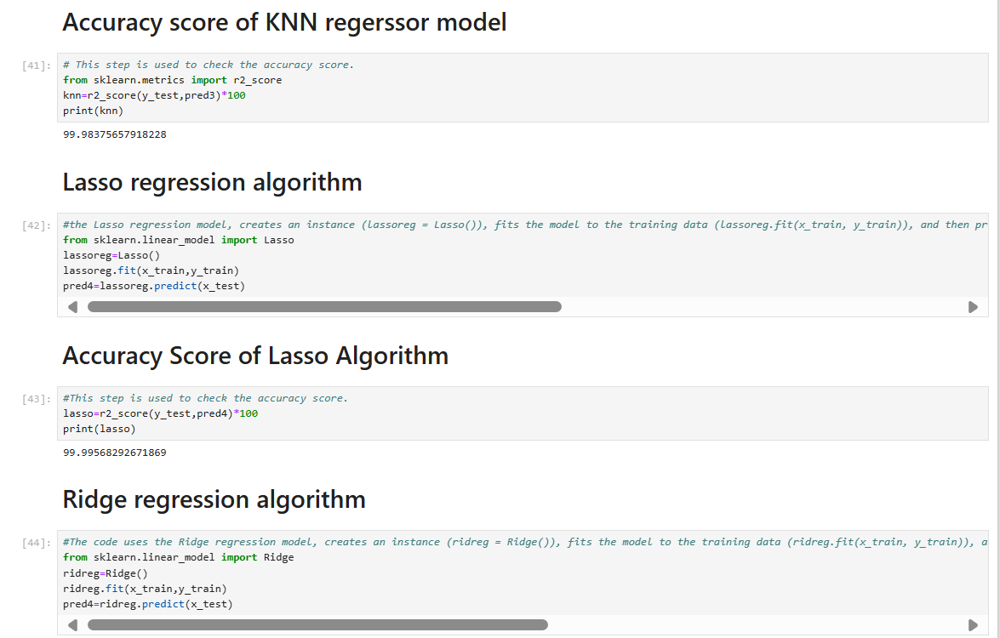 Accuracy score of KNN regerssor model
[41]:
# This step is used to check the accuracy score.
from sklearn.metrics import r2_score
knn=r2_score(y_test,pred3)*100
print(knn)
99.98375657918228
Lasso regression algorithm
[42]:
#the Lasso regression model, creates an instance (lassoreg = Lasso()), fits the model to the training data (lassoreg.fit(x_train, y_train)), and then pr
from sklearn.linear_model import Lasso
lassoreg=Lasso()
lassoreg.fit(x_train,y_train)
pred4=lassoreg.predict(x_test)
Accuracy Score of Lasso Algorithm
[43]:
#This step is used to check the accuracy score.
lasso=r2_score(y_test,pred4)*100
print(lasso)
99.99568292671869
Ridge regression algorithm
[44]:
#The code uses the Ridge regression model, creates an instance (ridreg = Ridge()), fits the model to the training data (ridreg.fit(x_train, y_train)), a
from sklearn.linear_model import Ridge
ridreg=Ridge()
ridreg.fit(x_train,y_train)
pred4=ridreg.predict(x_test)